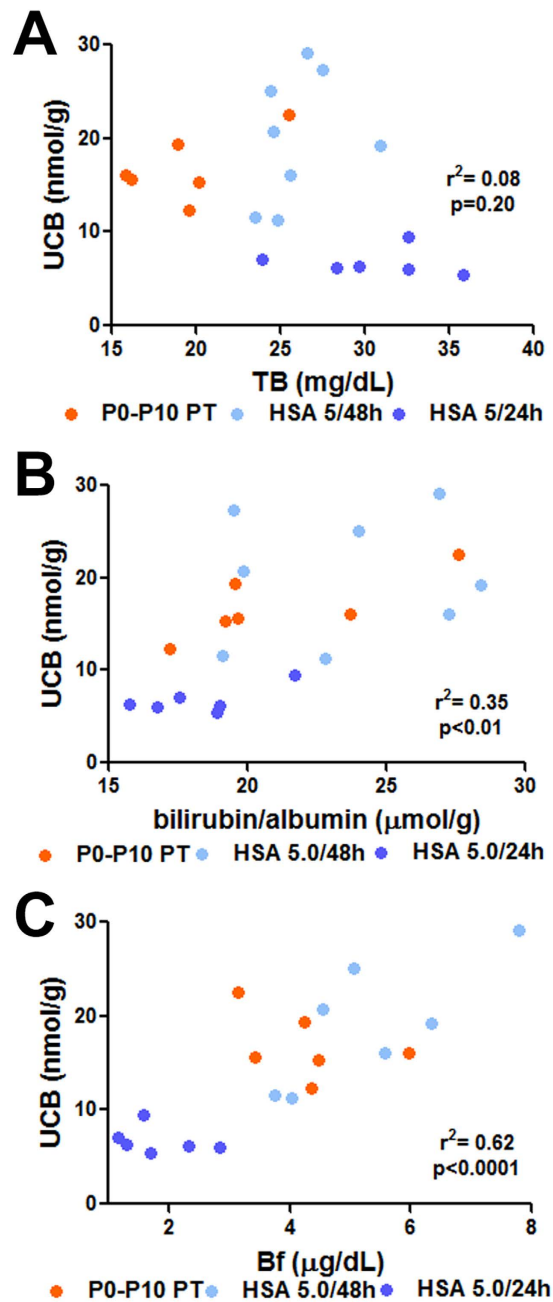 A
30
20
10
0
UCB (nmol/g)
r2= 0.08
p=0.20
15 20 25 30 35 40
TB (mg/dL)
P0-P10 PT HSA 5/48h HSA 5/24h
B
30
20
10
0
UCB (nmol/g)
r2= 0.35
p<0.01
15 20 25 30
bilirubin/albumin (μmol/g)
P0-P10 PT HSA 5.0/48h HSA 5.0/24h
C
30
20
10
0
UCB (nmol/g)
r2= 0.62
p<0.0001
2 4 6 8
Bf (μg/dL)
P0-P10 PT HSA 5.0/48h HSA 5.0/24h